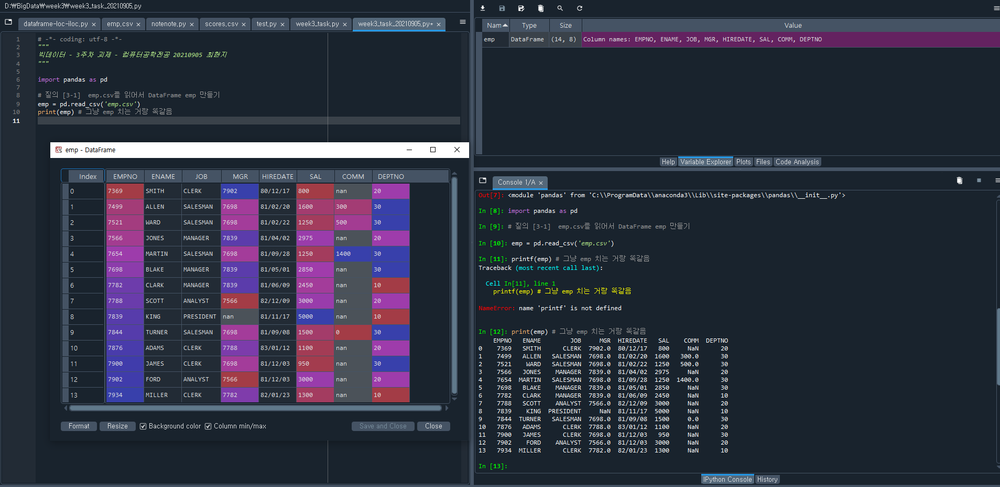 D:\BigData\week3\week3_task_20210905.py
dataframe-loc-iloc.py × emp.csv × notenote.py × scores.csv × test.py × week3_task.py × week3_task_20210905.py* ×
1 # -*- coding: utf-8 -*-
2 """
3 빅데이터 - 3주차 과제 - 컴퓨터공학전공 20210905 최현지
4 """
5
6 import pandas as pd
7
8 # 질의 [3-1]  emp.csv를 읽어서 DataFrame emp 만들기
9 emp = pd.read_csv('emp.csv')
10 print(emp) # 그냥 emp 치는 거랑 똑같음
11
emp - DataFrame
Index EMPNO ENAME JOB MGR HIREDATE SAL COMM DEPTNO
0 7369 SMITH CLERK 7902 80/12/17 800 nan 20
1 7499 ALLEN SALESMAN 7698 81/02/20 1600 300 30
2 7521 WARD SALESMAN 7698 81/02/22 1250 500 30
3 7566 JONES MANAGER 7839 81/04/02 2975 nan 20
4 7654 MARTIN SALESMAN 7698 81/09/28 1250 1400 30
5 7698 BLAKE MANAGER 7839 81/05/01 2850 nan 30
6 7782 CLARK MANAGER 7839 81/06/09 2450 nan 10
7 7788 SCOTT ANALYST 7566 82/12/09 3000 nan 20
8 7839 KING PRESIDENT nan 81/11/17 5000 nan 10
9 7844 TURNER SALESMAN 7698 81/09/08 1500 0 30
10 7876 ADAMS CLERK 7788 83/01/12 1100 nan 20
11 7900 JAMES CLERK 7698 81/12/03 950 nan 30
12 7902 FORD ANALYST 7566 81/12/03 3000 nan 20
13 7934 MILLER CLERK 7782 82/01/23 1300 nan 10
Format Resize Background color Column min/max Save and Close Close
Nam Type Size Value
emp DataFrame (14, 8) Column names: EMPNO, ENAME, JOB, MGR, HIREDATE, SAL, COMM, DEPTNO
Help Variable Explorer Plots Files Code Analysis
Console 1/A ×
Out[7]: <module 'pandas' from 'C:\\ProgramData\\anaconda3\\Lib\\site-packages\\pandas\\__init__.py'>
In [8]: import pandas as pd
In [9]: # 질의 [3-1]  emp.csv를 읽어서 DataFrame emp 만들기
In [10]: emp = pd.read_csv('emp.csv')
In [11]: printf(emp) # 그냥 emp 치는 거랑 똑같음
Traceback (most recent call last):
Cell In[11], line 1
printf(emp) # 그냥 emp 치는 거랑 똑같음
NameError: name 'printf' is not defined
In [12]: print(emp) # 그냥 emp 치는 거랑 똑같음
EMPNO ENAME JOB MGR HIREDATE SAL COMM DEPTNO
0 7369 SMITH CLERK 7902.0 80/12/17 800 NaN 20
1 7499 ALLEN SALESMAN 7698.0 81/02/20 1600 300.0 30
2 7521 WARD SALESMAN 7698.0 81/02/22 1250 500.0 30
3 7566 JONES MANAGER 7839.0 81/04/02 2975 NaN 20
4 7654 MARTIN SALESMAN 7698.0 81/09/28 1250 1400.0 30
5 7698 BLAKE MANAGER 7839.0 81/05/01 2850 NaN 30
6 7782 CLARK MANAGER 7839.0 81/06/09 2450 NaN 10
7 7788 SCOTT ANALYST 7566.0 82/12/09 3000 NaN 20
8 7839 KING PRESIDENT NaN 81/11/17 5000 NaN 10
9 7844 TURNER SALESMAN 7698.0 81/09/08 1500 0.0 30
10 7876 ADAMS CLERK 7788.0 83/01/12 1100 NaN 20
11 7900 JAMES CLERK 7698.0 81/12/03 950 NaN 30
12 7902 FORD ANALYST 7566.0 81/12/03 3000 NaN 20
13 7934 MILLER CLERK 7782.0 82/01/23 1300 NaN 10
In [13]:
IPython Console History